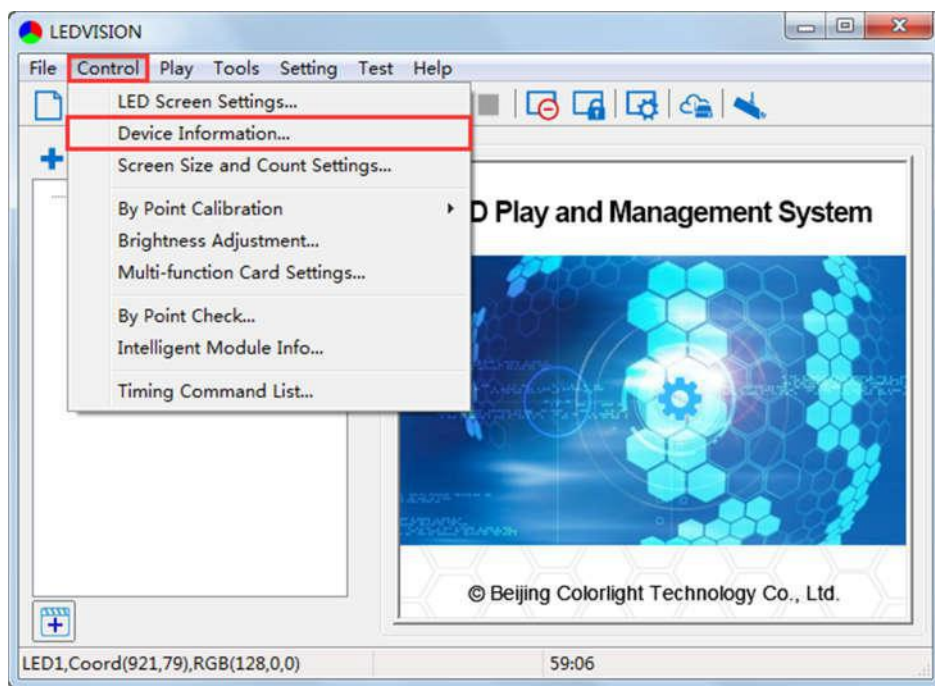 LEDVISION
File Control Play Tools Setting Test Help
LED Screen Settings...
Device Information...
Screen Size and Count Settings...
By Point Calibration
Brightness Adjustment...
Multi-function Card Settings...
By Point Check...
Intelligent Module Info...
Timing Command List...
D Play and Management System
© Beijing Colorlight Technology Co., Ltd.
LED1,Coord(921,79),RGB(128,0,0) 59:06